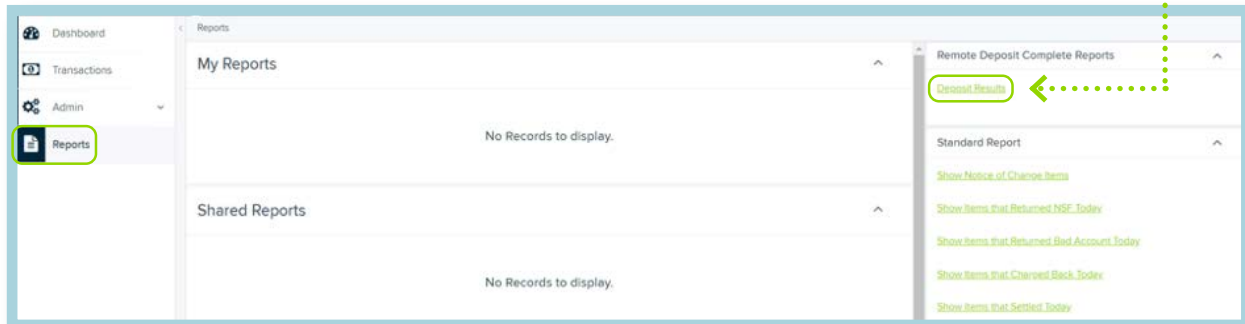 Dashboard
Transactions
Admin
Reports
Reports
My Reports
No Records to display.
Shared Reports
No Records to display.
Remote Deposit Complete Reports
Deposit Results
Standard Report
Show Notice of Change Items
Show Items that Returned NSF Today
Show Items that Returned Bad Account Today
Show Items that Charged Back Today
Show Items that Settled Today